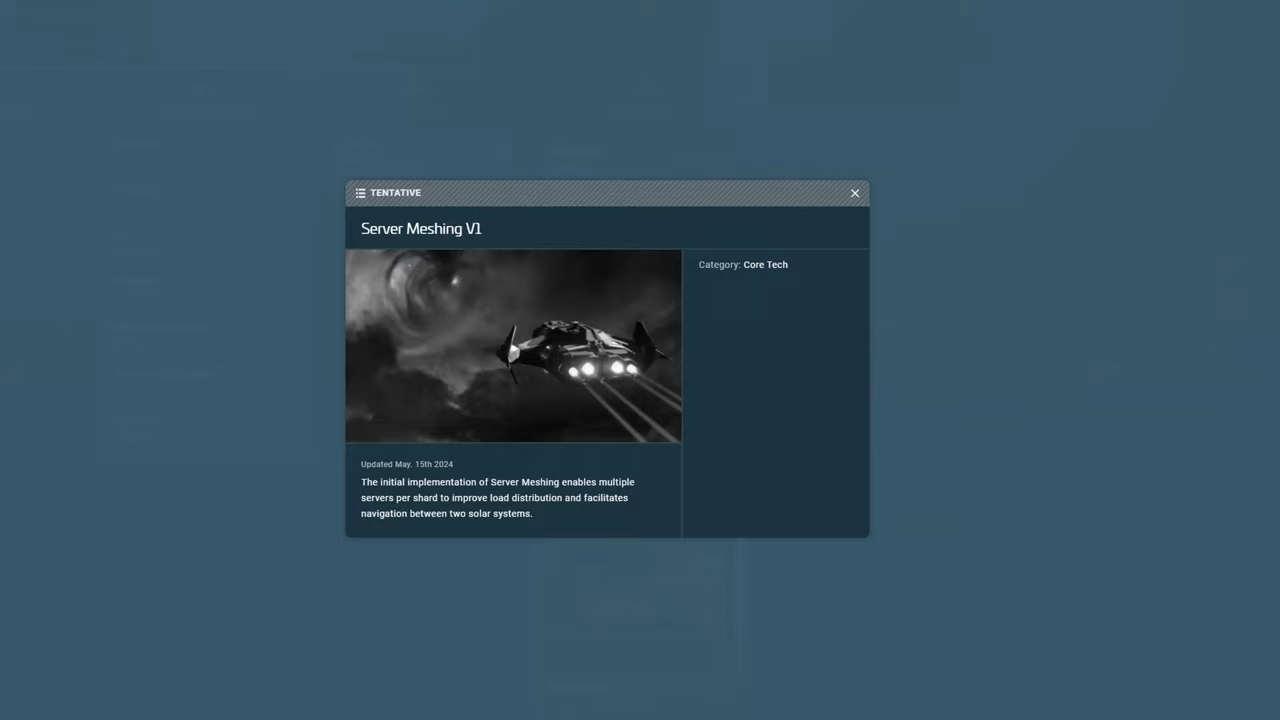 TENTATIVE
Server Meshing V1
Category: Core Tech
Updated May. 15th 2024
The initial implementation of Server Meshing enables multiple
servers per shard to improve load distribution and facilitates
navigation between two solar systems.